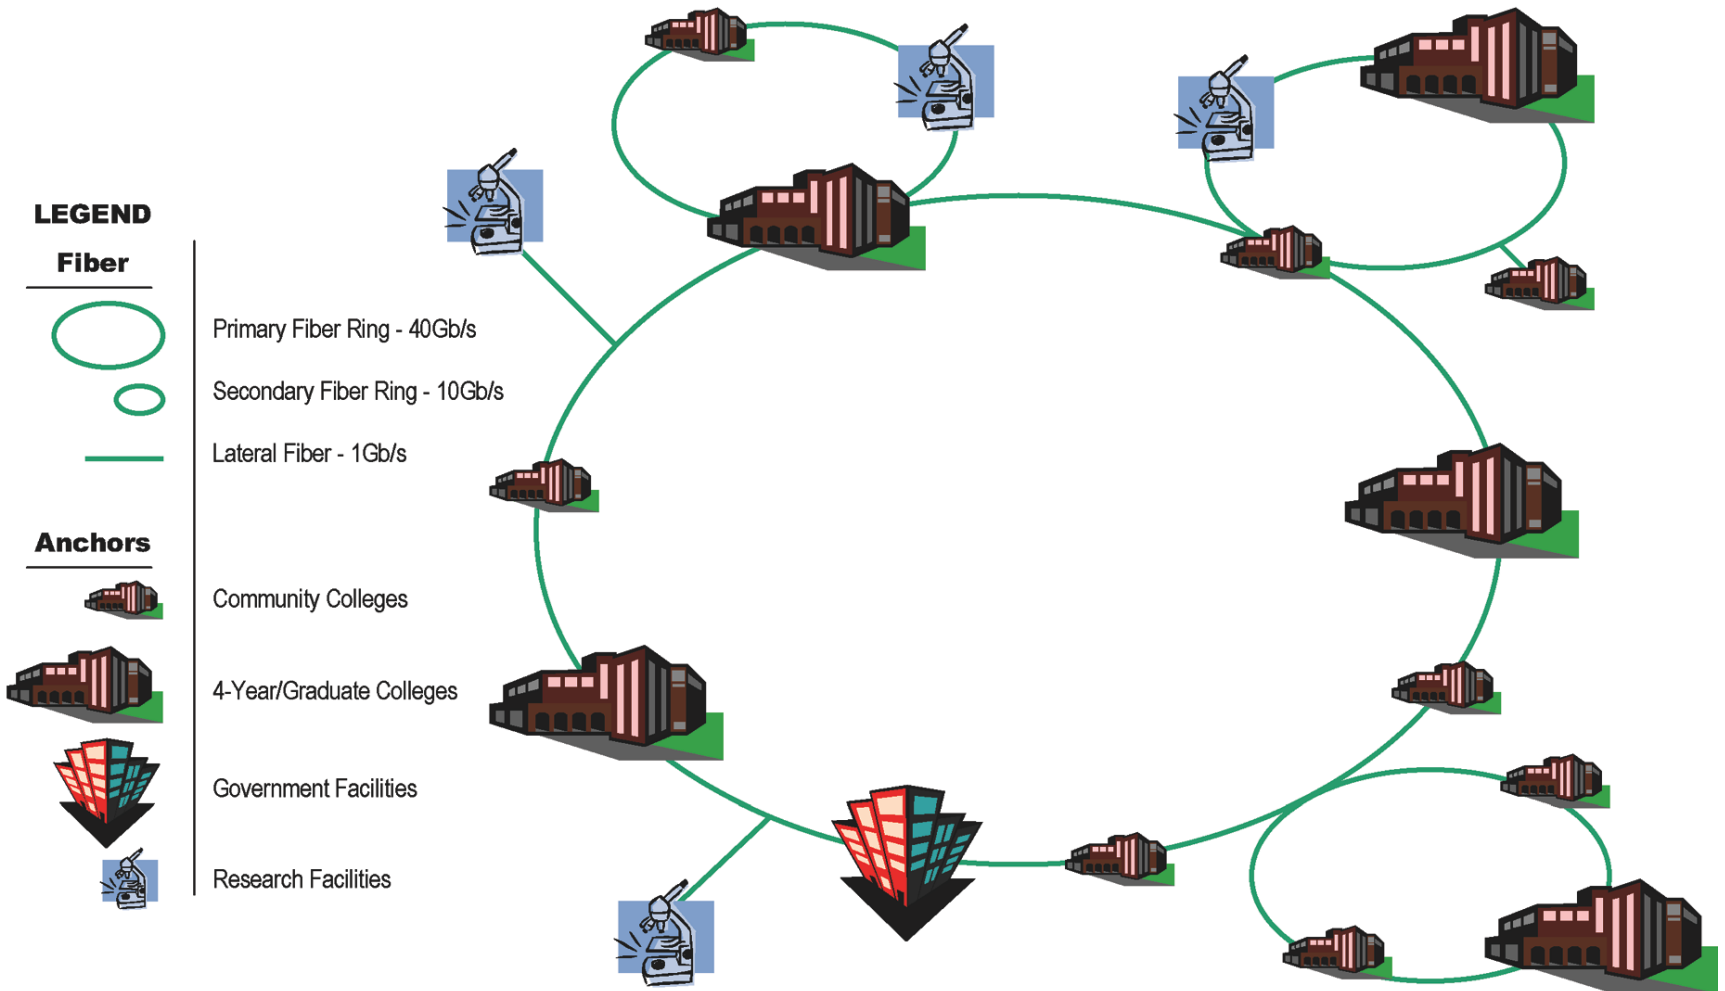 LEGEND
Fiber
Primary Fiber Ring - 40Gb/s
Secondary Fiber Ring - 10Gb/s
Lateral Fiber - 1Gb/s
Anchors
Community Colleges
4-Year/Graduate Colleges
Government Facilities
Research Facilities